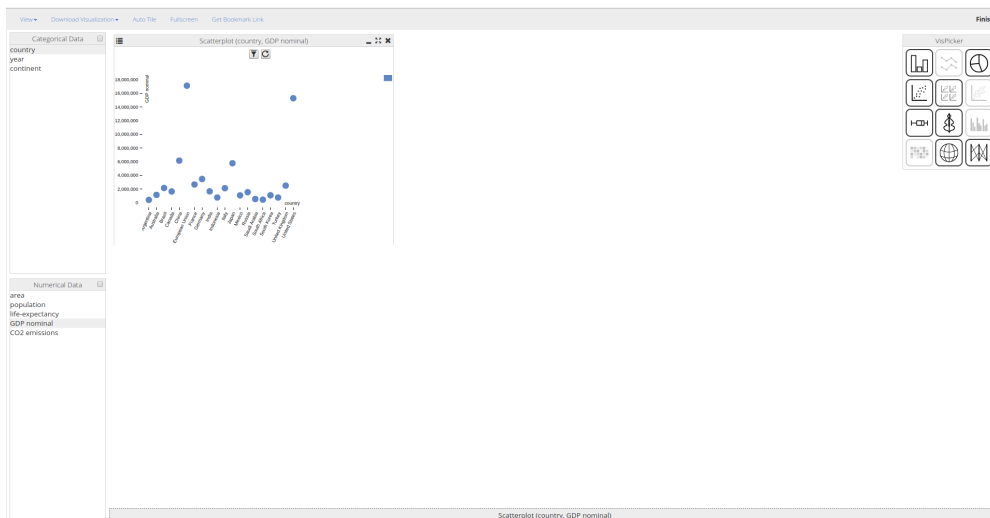 View Download Visualization Auto Tile Fullscreen Get Bookmark Link Finis
Categorical Data
country
year
continent
Scatterplot (country, GDP nominal)
GDP nominal
18,000,000
16,000,000
14,000,000
12,000,000
10,000,000
8,000,000
6,000,000
4,000,000
2,000,000
0
country
Argentina
Australia
Brazil
Canada
China
European Union
France
Germany
India
Indonesia
Italy
Japan
Mexico
Russia
Saudi Arabia
South Africa
South Korea
Turkey
United Kingdom
United States
VisPicker
Numerical Data
area
population
life-expectancy
GDP nominal
CO2 emissions
Scatterplot (country, GDP nominal)